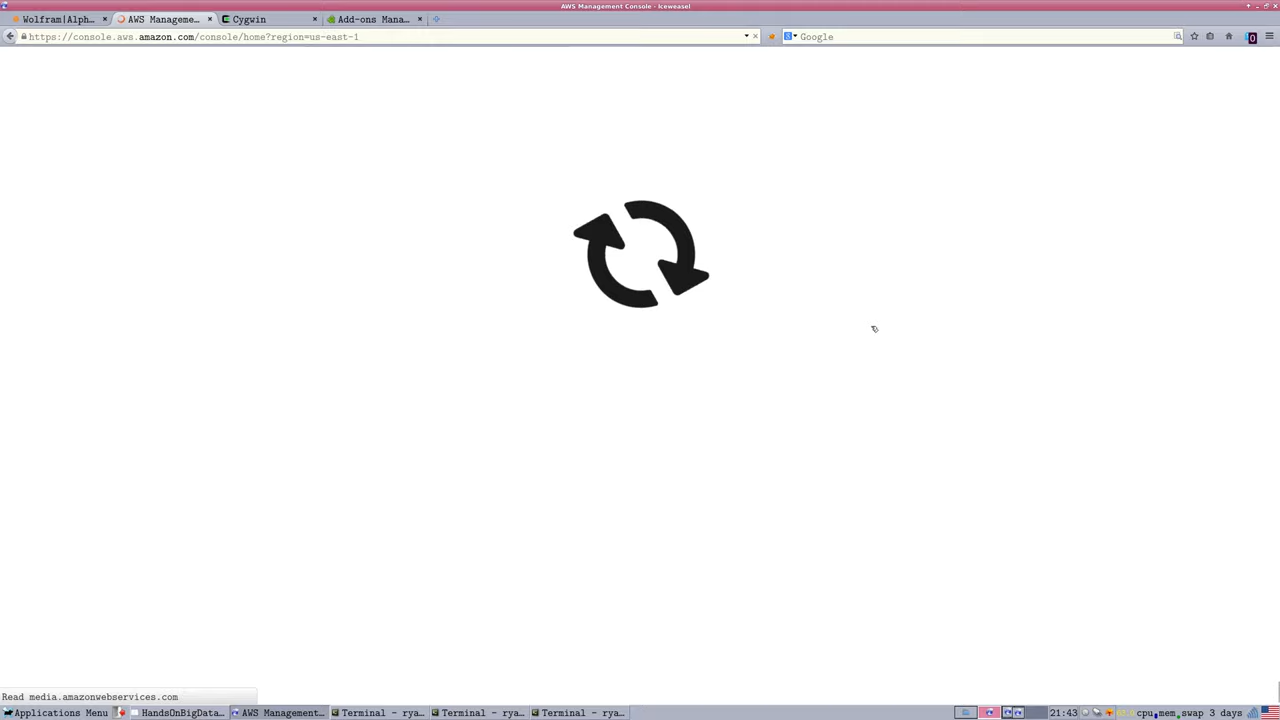 AWS Management Console - Iceweasel
Wolfram|Alph... × AWS Manageme... × Cygwin × Add-ons Mana... ×
https://console.aws.amazon.com/console/home?region=us-east-1 Google 0
Read media.amazonwebservices.com
Applications Menu HandsOnBigData... AWS Management... Terminal - rya... Terminal - rya... Terminal - rya... 21:43 cpu mem swap 3 days